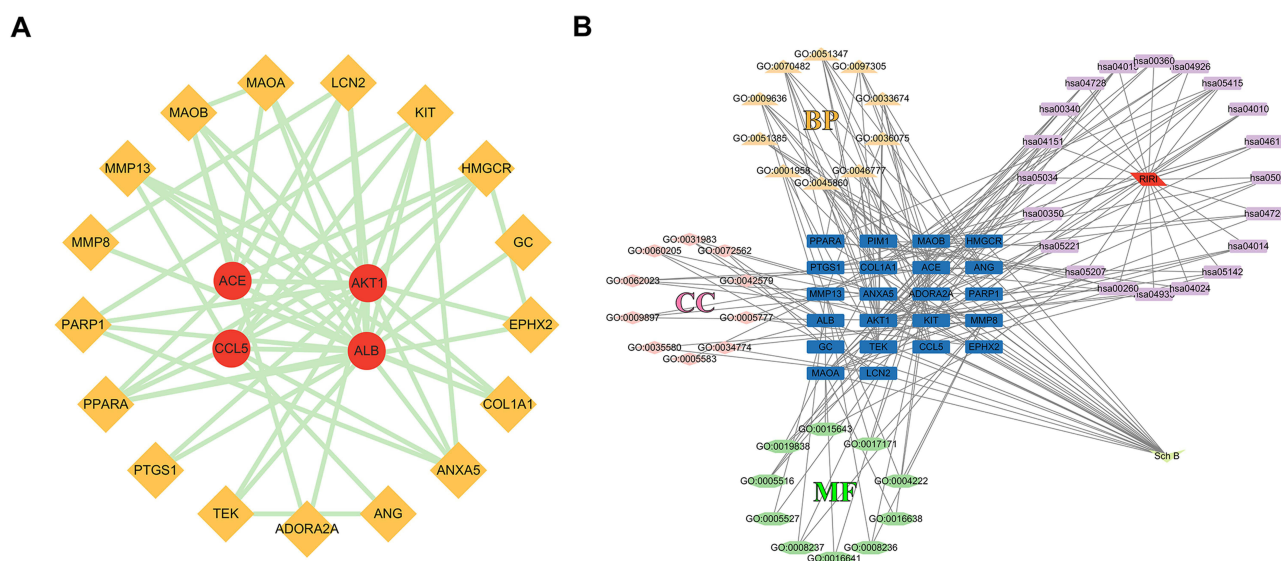 A
MAOA
LCN2
MAOB
KIT
MMP13
HMGCR
MMP8
GC
ACE
AKT1
PARP1
EPHX2
CCL5
ALB
PPARA
COL1A1
PTGS1
ANXA5
TEK
ANG
ADORA2A
B
GO:0051347
GO:0070482
GO:0097305
GO:0009636
GO:0033674
BP
GO:0051385
GO:0036075
GO:0001958
GO:0046777
GO:0045860
hsa00360
hsa04926
hsa04728
hsa05415
hsa00340
hsa04010
hsa04151
hsa0461
hsa05034
RIRI
hsa050
hsa00350
hsa0472
hsa05221
hsa04014
hsa05207
hsa05142
hsa00260
hsa04024
GO:0031983
GO:0060205
GO:0072562
GO:0062023
GO:0042579
CC
GO:0009897
GO:0005777
GO:0035580
GO:0034774
GO:0005583
PPARA
PIM1
MAOB
HMGCR
PTGS1
COL1A1
ACE
ANG
MMP13
ANXA5
ADORA2A
PARP1
ALB
AKT1
KIT
MMP8
GC
TEK
CCL5
EPHX2
MAOA
LCN2
Sch B
GO:0015643
GO:0019838
GO:0017171
GO:0005516
MF
GO:0004222
GO:0005527
GO:0016638
GO:0008237
GO:0008236
GO:0016641